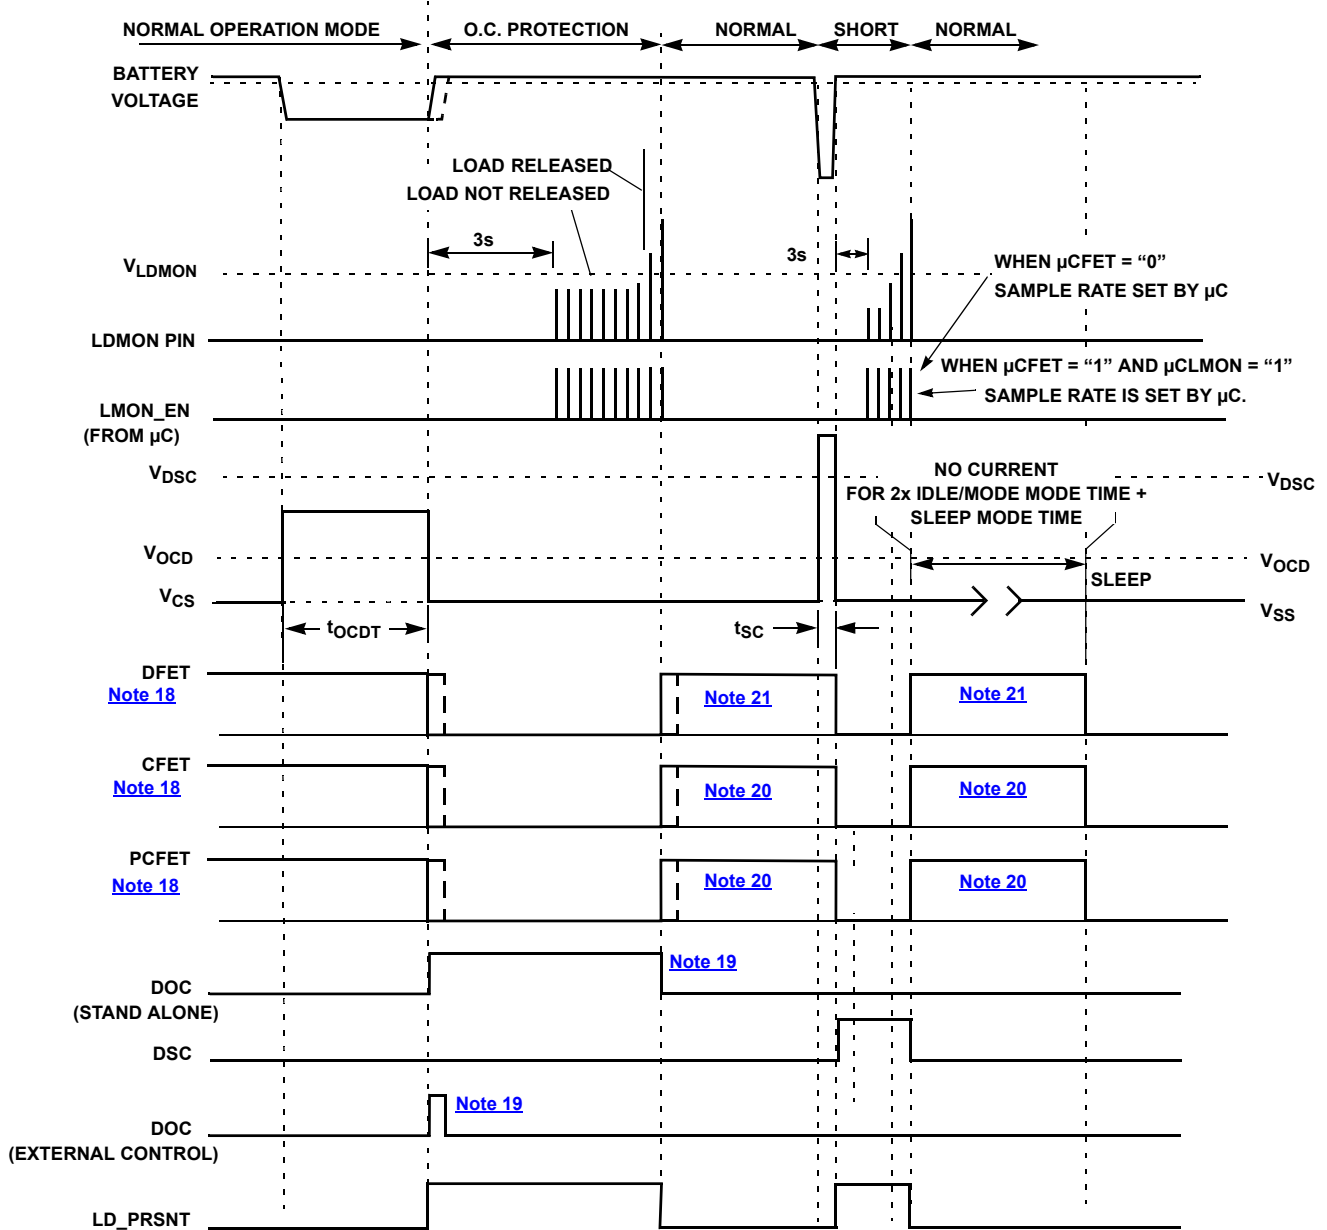 NORMAL OPERATION MODE
O.C. PROTECTION
NORMAL
SHORT
NORMAL
BATTERY
VOLTAGE
LOAD RELEASED
LOAD NOT RELEASED
3s
3s
VLDMON
WHEN µCFET = “0”
SAMPLE RATE SET BY µC
LDMON PIN
WHEN µCFET = “1” AND µCLMON = “1”
SAMPLE RATE IS SET BY µC.
LMON_EN
(FROM µC)
VDSC
NO CURRENT
FOR 2x IDLE/MODE MODE TIME +
SLEEP MODE TIME
VDSC
VOCD
VOCD
SLEEP
VCS
VSS
tOCDT
tSC
DFET
Note 18
Note 21
Note 21
CFET
Note 18
Note 20
Note 20
PCFET
Note 18
Note 20
Note 20
Note 19
DOC
(STAND ALONE)
DSC
Note 19
DOC
(EXTERNAL CONTROL)
LD_PRSNT